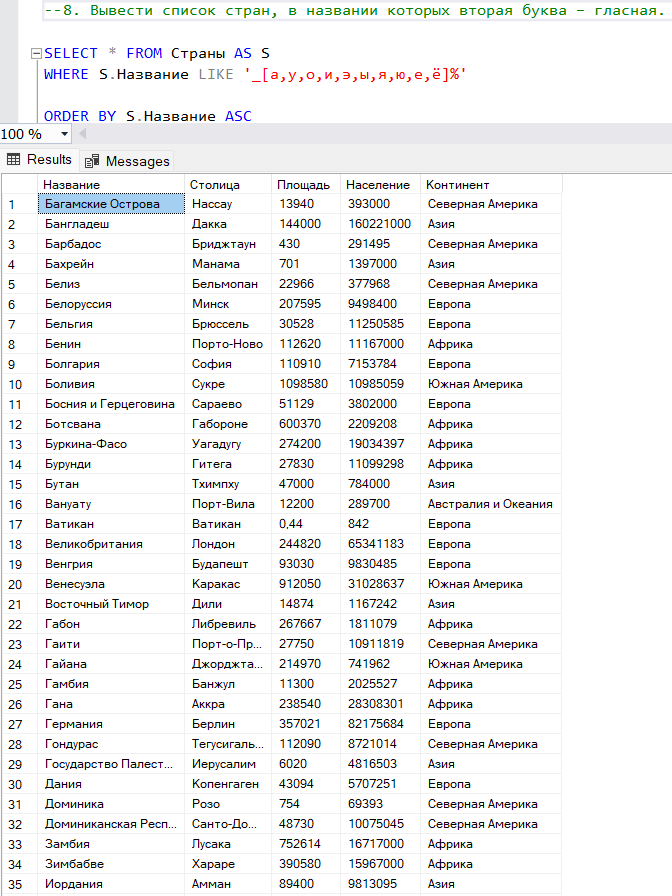 --8. Вывести список стран, в названии которых вторая буква – гласная.
SELECT * FROM Страны AS S
WHERE S.Название LIKE '_[а,у,о,и,э,ы,я,ю,е,ё]%'
ORDER BY S.Название ASC
100 %
Results Messages
Название Столица Площадь Население Континент
1 Багамские Острова Нассау 13940 393000 Северная Америка
2 Бангладеш Дакка 144000 160221000 Азия
3 Барбадос Бриджтаун 430 291495 Северная Америка
4 Бахрейн Манама 701 1397000 Азия
5 Белиз Бельмопан 22966 377968 Северная Америка
6 Белоруссия Минск 207595 9498400 Европа
7 Бельгия Брюссель 30528 11250585 Европа
8 Бенин Порто-Ново 112620 11167000 Африка
9 Болгария София 110910 7153784 Европа
10 Боливия Сукре 1098580 10985059 Южная Америка
11 Босния и Герцеговина Сараево 51129 3802000 Европа
12 Ботсвана Габороне 600370 2209208 Африка
13 Буркина-Фасо Уагадугу 274200 19034397 Африка
14 Бурунди Гитега 27830 11099298 Африка
15 Бутан Тхимпху 47000 784000 Азия
16 Вануату Порт-Вила 12200 289700 Австралия и Океания
17 Ватикан Ватикан 0,44 842 Европа
18 Великобритания Лондон 244820 65341183 Европа
19 Венгрия Будапешт 93030 9830485 Европа
20 Венесуэла Каракас 912050 31028637 Южная Америка
21 Восточный Тимор Дили 14874 1167242 Азия
22 Габон Либревиль 267667 1811079 Африка
23 Гаити Порт-о-Пр... 27750 10911819 Северная Америка
24 Гайана Джорджта... 214970 741962 Южная Америка
25 Гамбия Банжул 11300 2025527 Африка
26 Гана Аккра 238540 28308301 Африка
27 Германия Берлин 357021 82175684 Европа
28 Гондурас Тегусигаль... 112090 8721014 Северная Америка
29 Государство Палест... Иерусалим 6020 4816503 Азия
30 Дания Копенгаген 43094 5707251 Европа
31 Доминика Розо 754 69393 Северная Америка
32 Доминиканская Респ... Санто-До... 48730 10075045 Северная Америка
33 Замбия Лусака 752614 16717000 Африка
34 Зимбабве Хараре 390580 15967000 Африка
35 Иордания Амман 89400 9813095 Азия